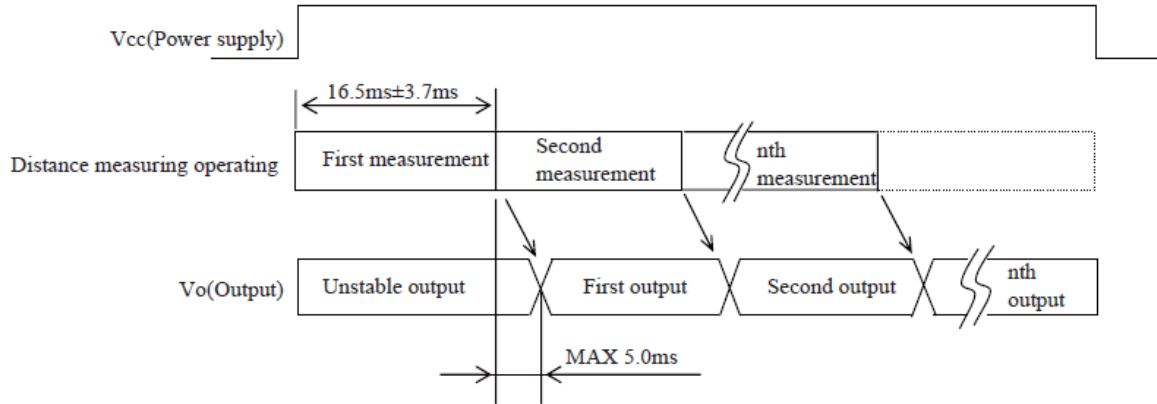 Vcc(Power supply)
16.5ms±3.7ms
Distance measuring operating
First measurement
Second
measurement
nth
measurement
Vo(Output)
Unstable output
First output
Second output
nth
output
MAX 5.0ms